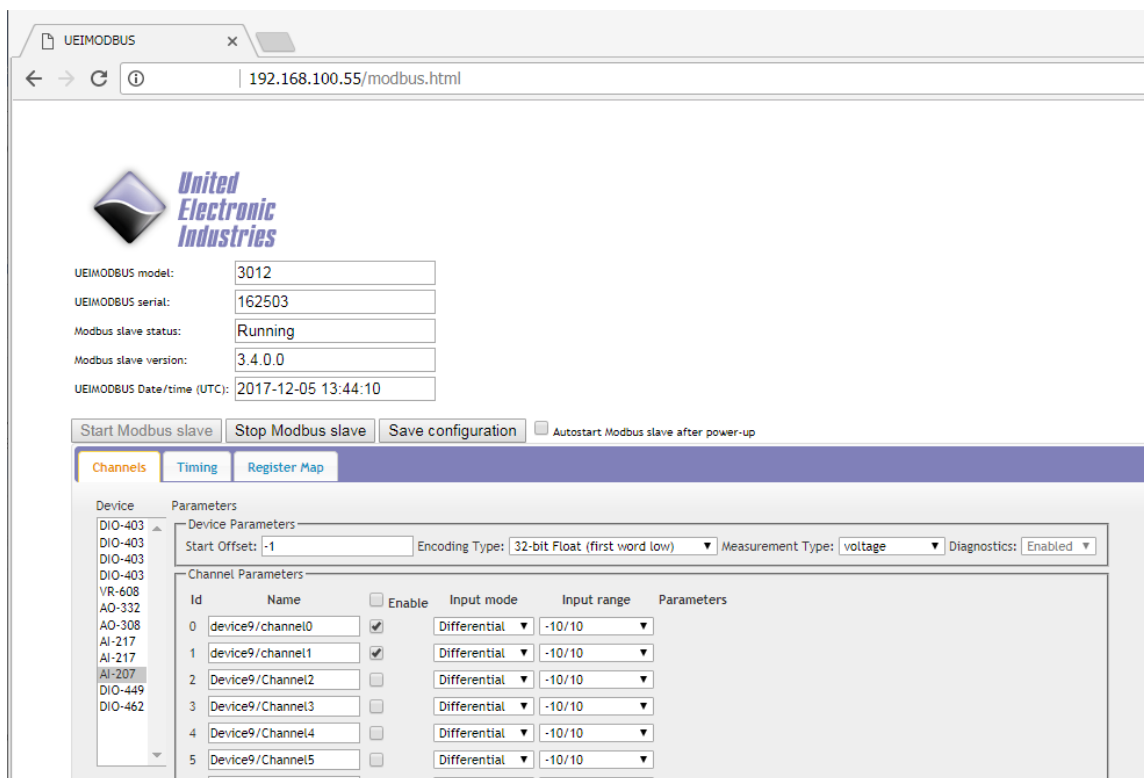 UEIMODBUS
192.168.100.55/modbus.html
United
Electronic
Industries
UEIMODBUS model: 3012
UEIMODBUS serial: 162503
Modbus slave status: Running
Modbus slave version: 3.4.0.0
UEIMODBUS Date/time (UTC): 2017-12-05 13:44:10
Start Modbus slave Stop Modbus slave Save configuration Autostart Modbus slave after power-up
Channels Timing Register Map
Device Parameters
DIO-403
DIO-403
DIO-403
DIO-403
VR-608
AO-332
AO-308
AI-217
AI-217
AI-207
DIO-449
DIO-462
Device Parameters
Start Offset: -1 Encoding Type: 32-bit Float (first word low) Measurement Type: voltage Diagnostics: Enabled
Channel Parameters
Id Name Enable Input mode Input range Parameters
0 device9/channel0 Differential -10/10
1 device9/channel1 Differential -10/10
2 Device9/Channel2 Differential -10/10
3 Device9/Channel3 Differential -10/10
4 Device9/Channel4 Differential -10/10
5 Device9/Channel5 Differential -10/10